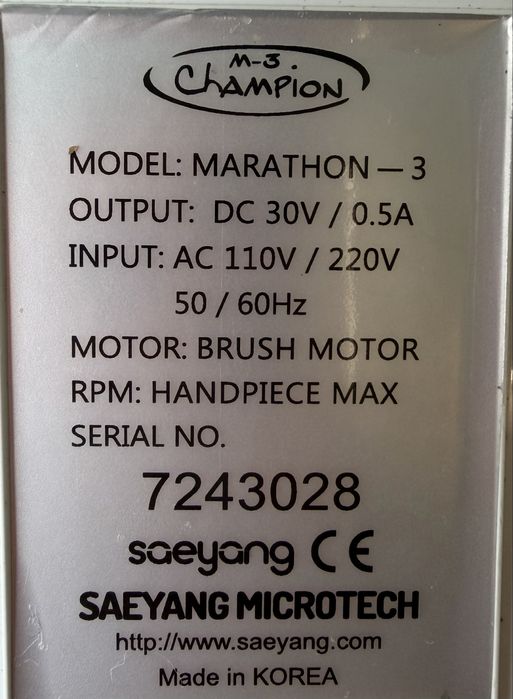 M-3.
CHAMPION
MODEL: MARATHON — 3
OUTPUT: DC 30V / 0.5A
INPUT: AC 110V / 220V
50 / 60Hz
MOTOR: BRUSH MOTOR
RPM: HANDPIECE MAX
SERIAL NO.
7243028
saeyang CE
SAEYANG MICROTECH
http://www.saeyang.com
Made in KOREA